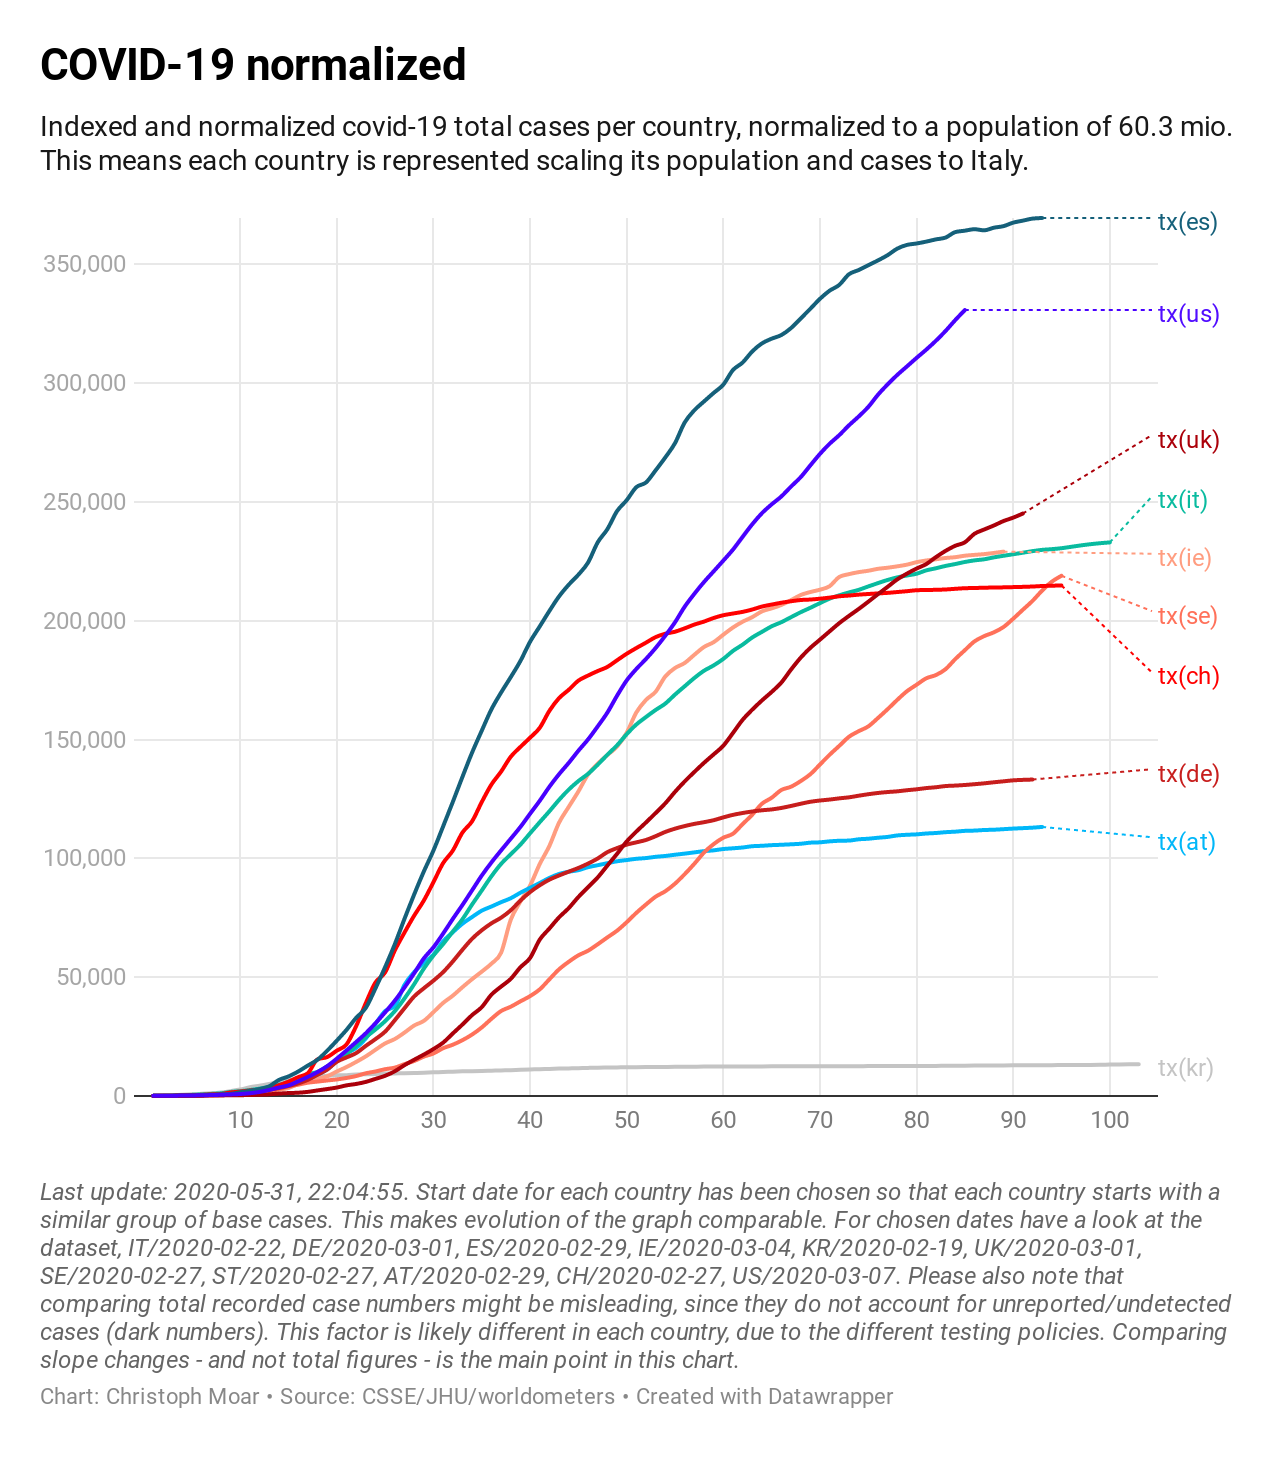 COVID-19 normalized
Indexed and normalized covid-19 total cases per country, normalized to a population of 60.3 mio.
This means each country is represented scaling its population and cases to Italy.
tx(es)
350,000
tx(us)
300,000
tx(uk)
250,000
tx(it)
tx(ie)
200,000
tx(se)
tx(ch)
150,000
tx(de)
tx(at)
100,000
50,000
tx(kr)
0
10 20 30 40 50 60 70 80 90 100
Last update: 2020-05-31, 22:04:55. Start date for each country has been chosen so that each country starts with a
similar group of base cases. This makes evolution of the graph comparable. For chosen dates have a look at the
dataset, IT/2020-02-22, DE/2020-03-01, ES/2020-02-29, IE/2020-03-04, KR/2020-02-19, UK/2020-03-01,
SE/2020-02-27, ST/2020-02-27, AT/2020-02-29, CH/2020-02-27, US/2020-03-07. Please also note that
comparing total recorded case numbers might be misleading, since they do not account for unreported/undetected
cases (dark numbers). This factor is likely different in each country, due to the different testing policies. Comparing
slope changes - and not total figures - is the main point in this chart.
Chart: Christoph Moar • Source: CSSE/JHU/worldometers • Created with Datawrapper